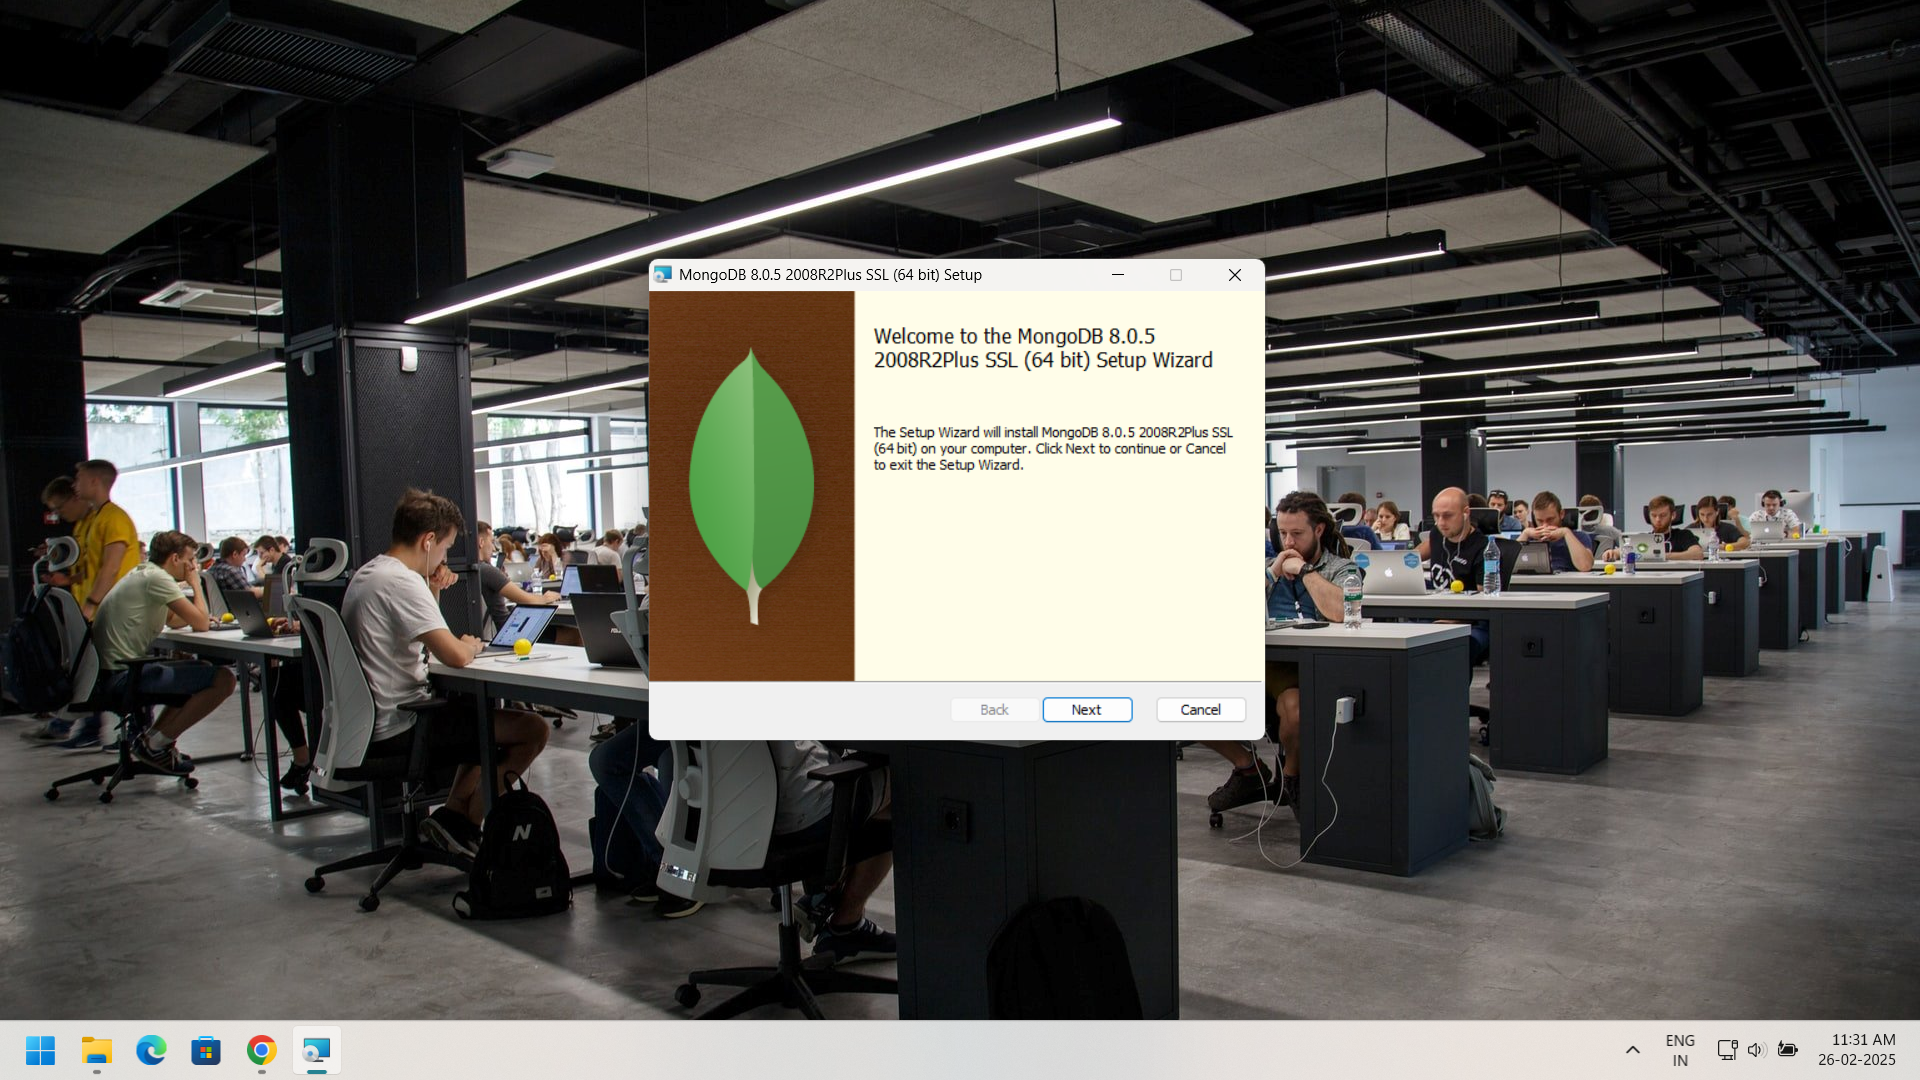 MongoDB 8.0.5 2008R2Plus SSL (64 bit) Setup
Welcome to the MongoDB 8.0.5
2008R2Plus SSL (64 bit) Setup Wizard
The Setup Wizard will install MongoDB 8.0.5 2008R2Plus SSL
(64 bit) on your computer. Click Next to continue or Cancel
to exit the Setup Wizard.
Back
Next
Cancel
N
ENG
IN
11:31 AM
26-02-2025